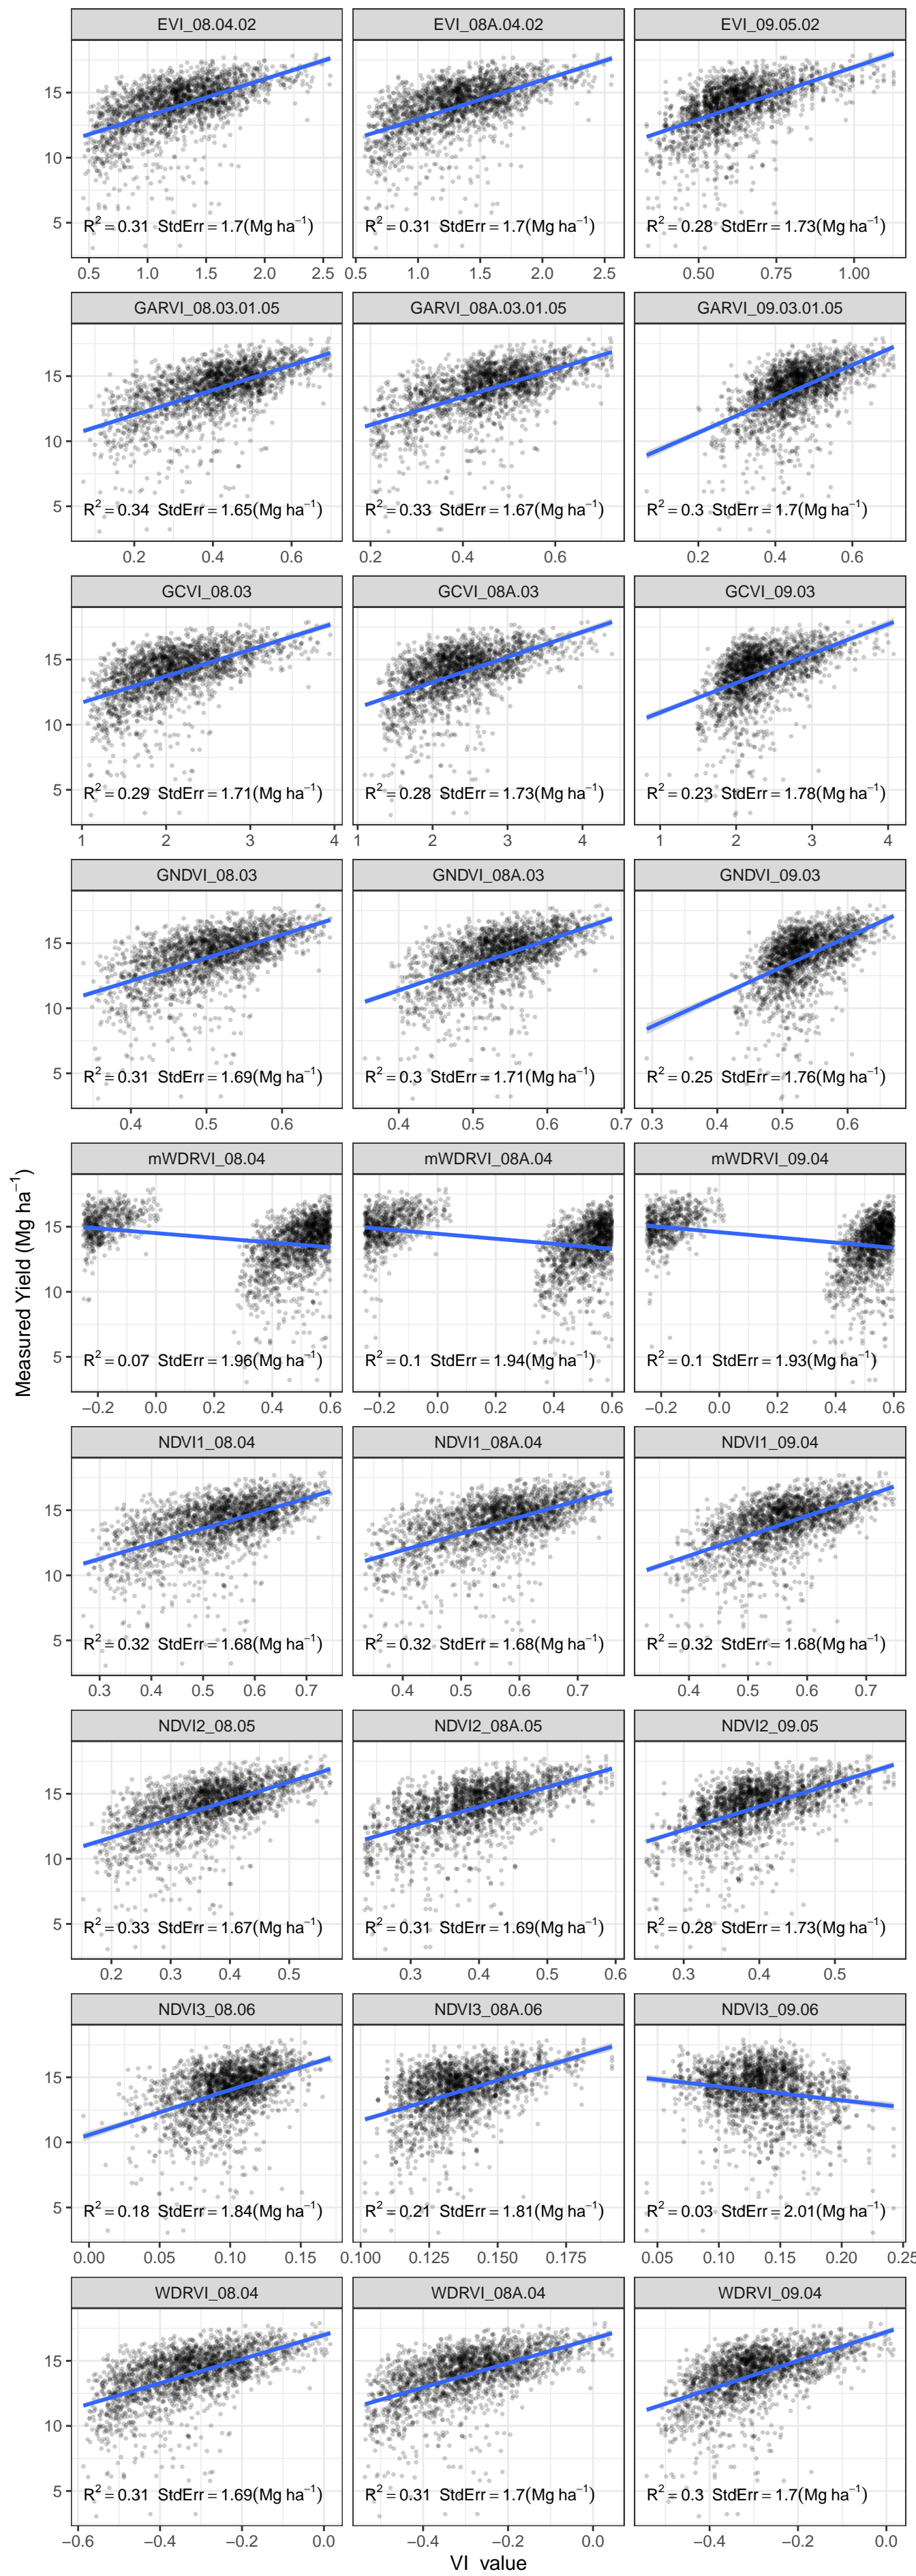 EVI_08.04.02 EVI_08A.04.02 EVI_09.05.02
15
10
5
R² = 0.31 StdErr = 1.7(Mg ha⁻¹) R² = 0.31 StdErr = 1.7(Mg ha⁻¹) R² = 0.28 StdErr = 1.73(Mg ha⁻¹)
0.5 1.0 1.5 2.0 2.5 0.5 1.0 1.5 2.0 2.5 0.50 0.75 1.00
GARVI_08.03.01.05 GARVI_08A.03.01.05 GARVI_09.03.01.05
15
10
5
R² = 0.34 StdErr = 1.65(Mg ha⁻¹) R² = 0.33 StdErr = 1.67(Mg ha⁻¹) R² = 0.3 StdErr = 1.7(Mg ha⁻¹)
0.2 0.4 0.6 0.2 0.4 0.6 0.2 0.4 0.6
GCVI_08.03 GCVI_08A.03 GCVI_09.03
15
10
5
R² = 0.29 StdErr = 1.71(Mg ha⁻¹) R² = 0.28 StdErr = 1.73(Mg ha⁻¹) R² = 0.23 StdErr = 1.78(Mg ha⁻¹)
1 2 3 4 1 2 3 4 1 2 3 4
GNDVI_08.03 GNDVI_08A.03 GNDVI_09.03
15
10
5
R² = 0.31 StdErr = 1.69(Mg ha⁻¹) R² = 0.3 StdErr = 1.71(Mg ha⁻¹) R² = 0.25 StdErr = 1.76(Mg ha⁻¹)
0.4 0.5 0.6 0.4 0.5 0.6 0.7 0.3 0.4 0.5 0.6
mWDRVI_08.04 mWDRVI_08A.04 mWDRVI_09.04
Measured Yield (Mg ha⁻¹)
15
10
5
R² = 0.07 StdErr = 1.96(Mg ha⁻¹) R² = 0.1 StdErr = 1.94(Mg ha⁻¹) R² = 0.1 StdErr = 1.93(Mg ha⁻¹)
−0.2 0.0 0.2 0.4 0.6 −0.2 0.0 0.2 0.4 0.6 −0.2 0.0 0.2 0.4 0.6
NDVI1_08.04 NDVI1_08A.04 NDVI1_09.04
15
10
5
R² = 0.32 StdErr = 1.68(Mg ha⁻¹) R² = 0.32 StdErr = 1.68(Mg ha⁻¹) R² = 0.32 StdErr = 1.68(Mg ha⁻¹)
0.3 0.4 0.5 0.6 0.7 0.4 0.5 0.6 0.7 0.4 0.5 0.6 0.7
NDVI2_08.05 NDVI2_08A.05 NDVI2_09.05
15
10
5
R² = 0.33 StdErr = 1.67(Mg ha⁻¹) R² = 0.31 StdErr = 1.69(Mg ha⁻¹) R² = 0.28 StdErr = 1.73(Mg ha⁻¹)
0.2 0.3 0.4 0.5 0.3 0.4 0.5 0.6 0.3 0.4 0.5
NDVI3_08.06 NDVI3_08A.06 NDVI3_09.06
15
10
5
R² = 0.18 StdErr = 1.84(Mg ha⁻¹) R² = 0.21 StdErr = 1.81(Mg ha⁻¹) R² = 0.03 StdErr = 2.01(Mg ha⁻¹)
0.00 0.05 0.10 0.15 0.100 0.125 0.150 0.175 0.05 0.10 0.15 0.20 0.25
WDRVI_08.04 WDRVI_08A.04 WDRVI_09.04
15
10
5
R² = 0.31 StdErr = 1.69(Mg ha⁻¹) R² = 0.31 StdErr = 1.7(Mg ha⁻¹) R² = 0.3 StdErr = 1.7(Mg ha⁻¹)
−0.6 −0.4 −0.2 0.0 −0.4 −0.2 0.0 −0.4 −0.2 0.0
VI value